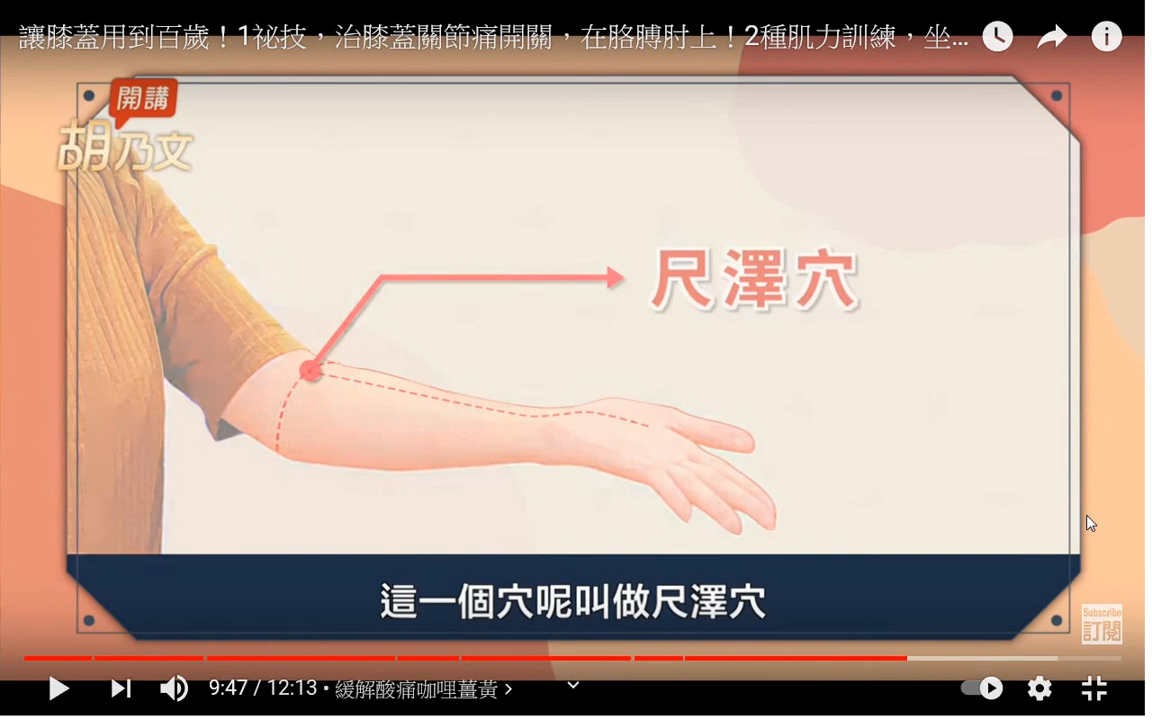 讓膝蓋用到百歲！1祕技，治膝蓋關節痛開關，在胳膊肘上！2種肌力訓練，坐...
開講
胡乃文
尺澤穴
這一個穴呢叫做尺澤穴
Subscribe
訂閱
9:47 / 12:13 • 緩解酸痛咖哩薑黃 ›